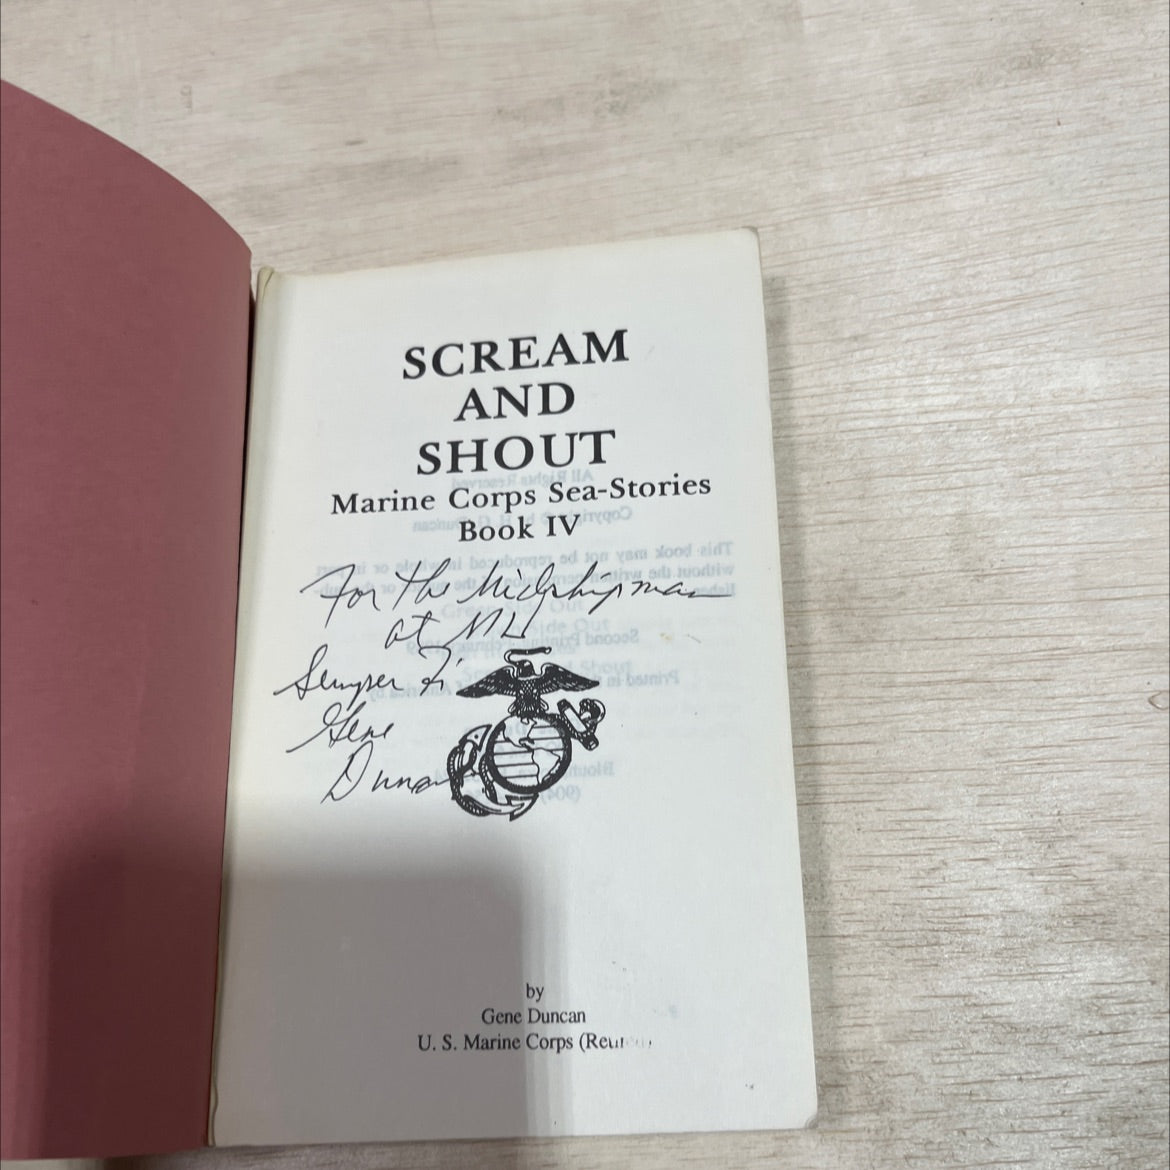 SCREAM
AND
SHOUT
Marine Corps Sea-Stories
Book IV
For the Midshipman
at
Semper Fi
Gene
Duncan
by
Gene Duncan
U. S. Marine Corps